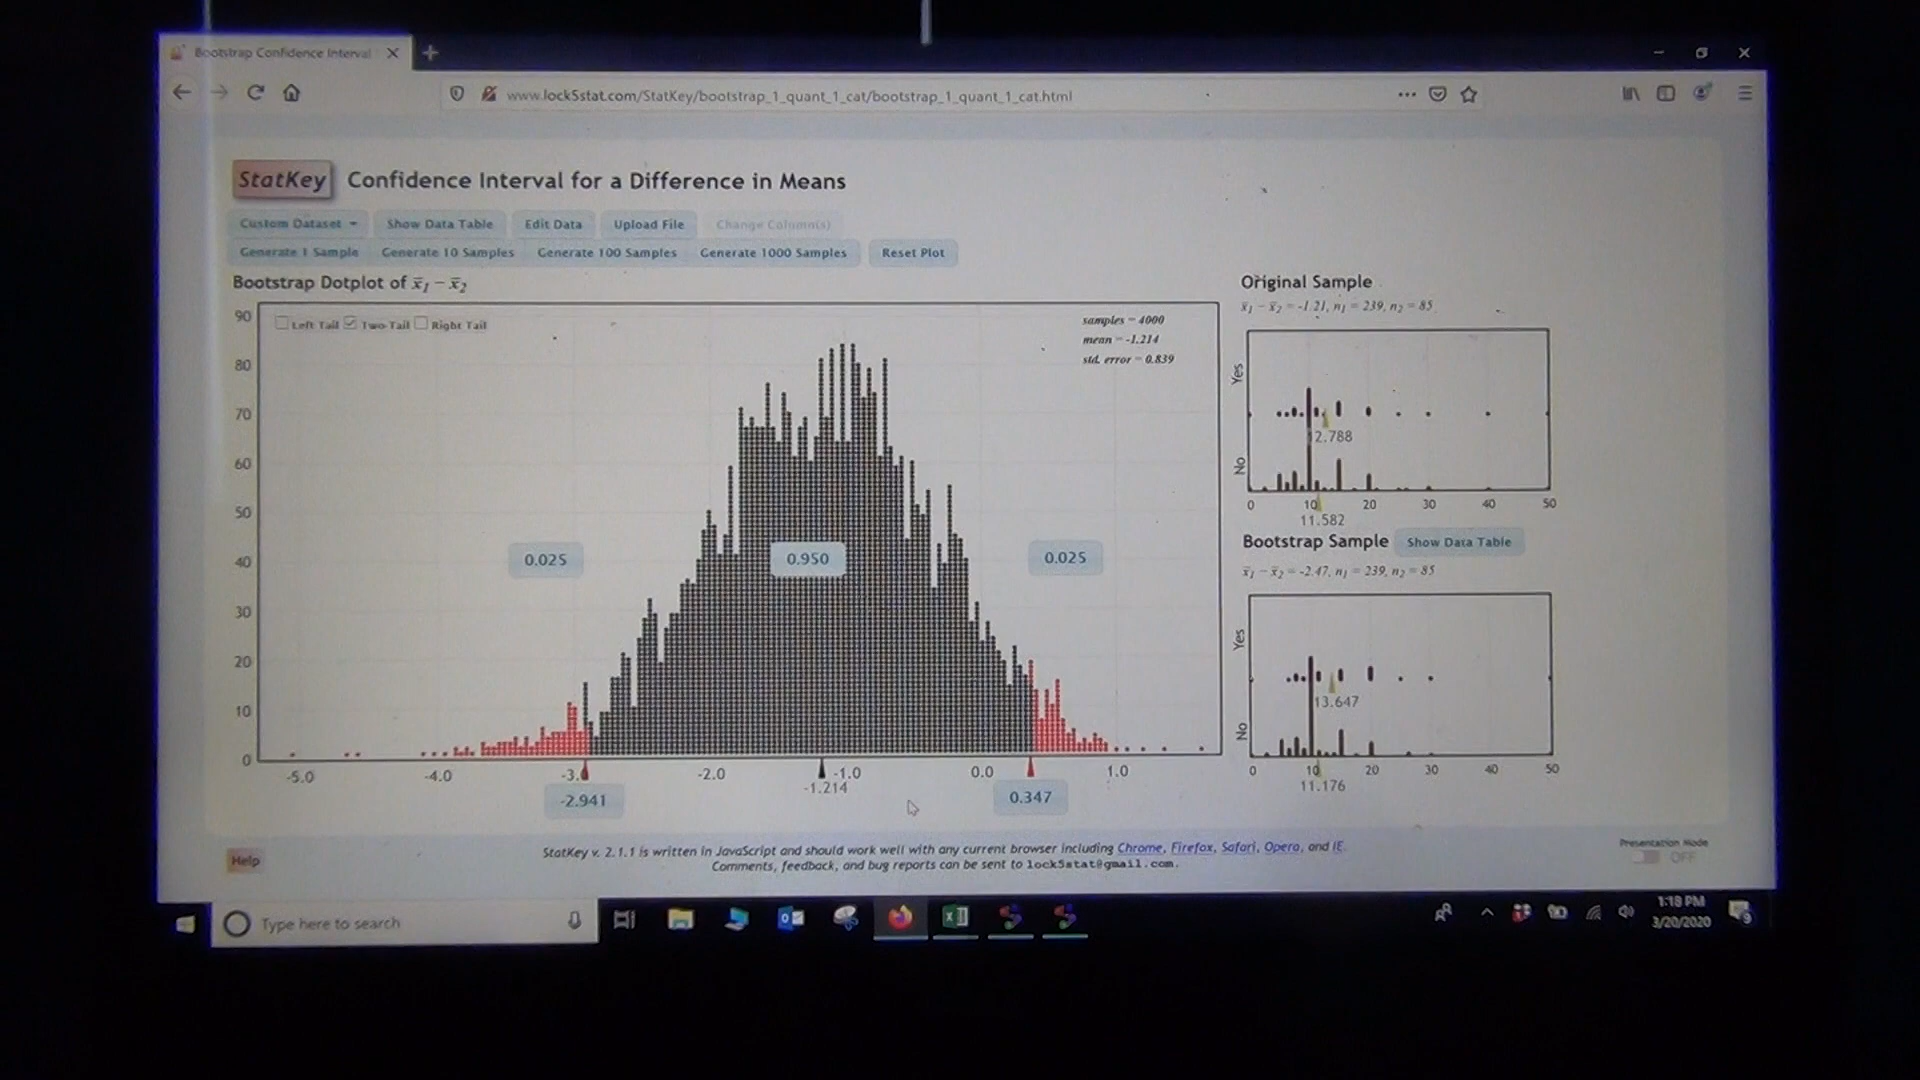 Bootstrap Confidence Interval
www.lock5stat.com/StatKey/bootstrap_1_quant_1_cat/bootstrap_1_quant_1_cat.html
StatKey Confidence Interval for a Difference in Means
Custom Dataset Show Data Table Edit Data Upload File Change Column(s)
Generate 1 Sample Generate 10 Samples Generate 100 Samples Generate 1000 Samples Reset Plot
Bootstrap Dotplot of x̄1 − x̄2
Left Tail Two-Tail Right Tail
samples = 4000
mean = -1.214
std. error = 0.839
90
80
70
60
50
40
30
20
10
0
0.025 0.950 0.025
-5.0 -4.0 -3.0 -2.0 -1.0 0.0 1.0
-1.214
-2.941 0.347
Original Sample
x̄1 − x̄2 = -1.21, n1 = 239, n2 = 85
Yes
12.788
No
0 10 20 30 40 50
11.582
Bootstrap Sample Show Data Table
x̄1 − x̄2 = -2.47, n1 = 239, n2 = 85
Yes
13.647
No
0 10 20 30 40 50
11.176
Help
StatKey v. 2.1.1 is written in JavaScript and should work well with any current browser including Chrome, Firefox, Safari, Opera, and IE.
Comments, feedback, and bug reports can be sent to lock5stat@gmail.com.
Presentation Mode
OFF
Type here to search
1:18 PM
3/20/2020